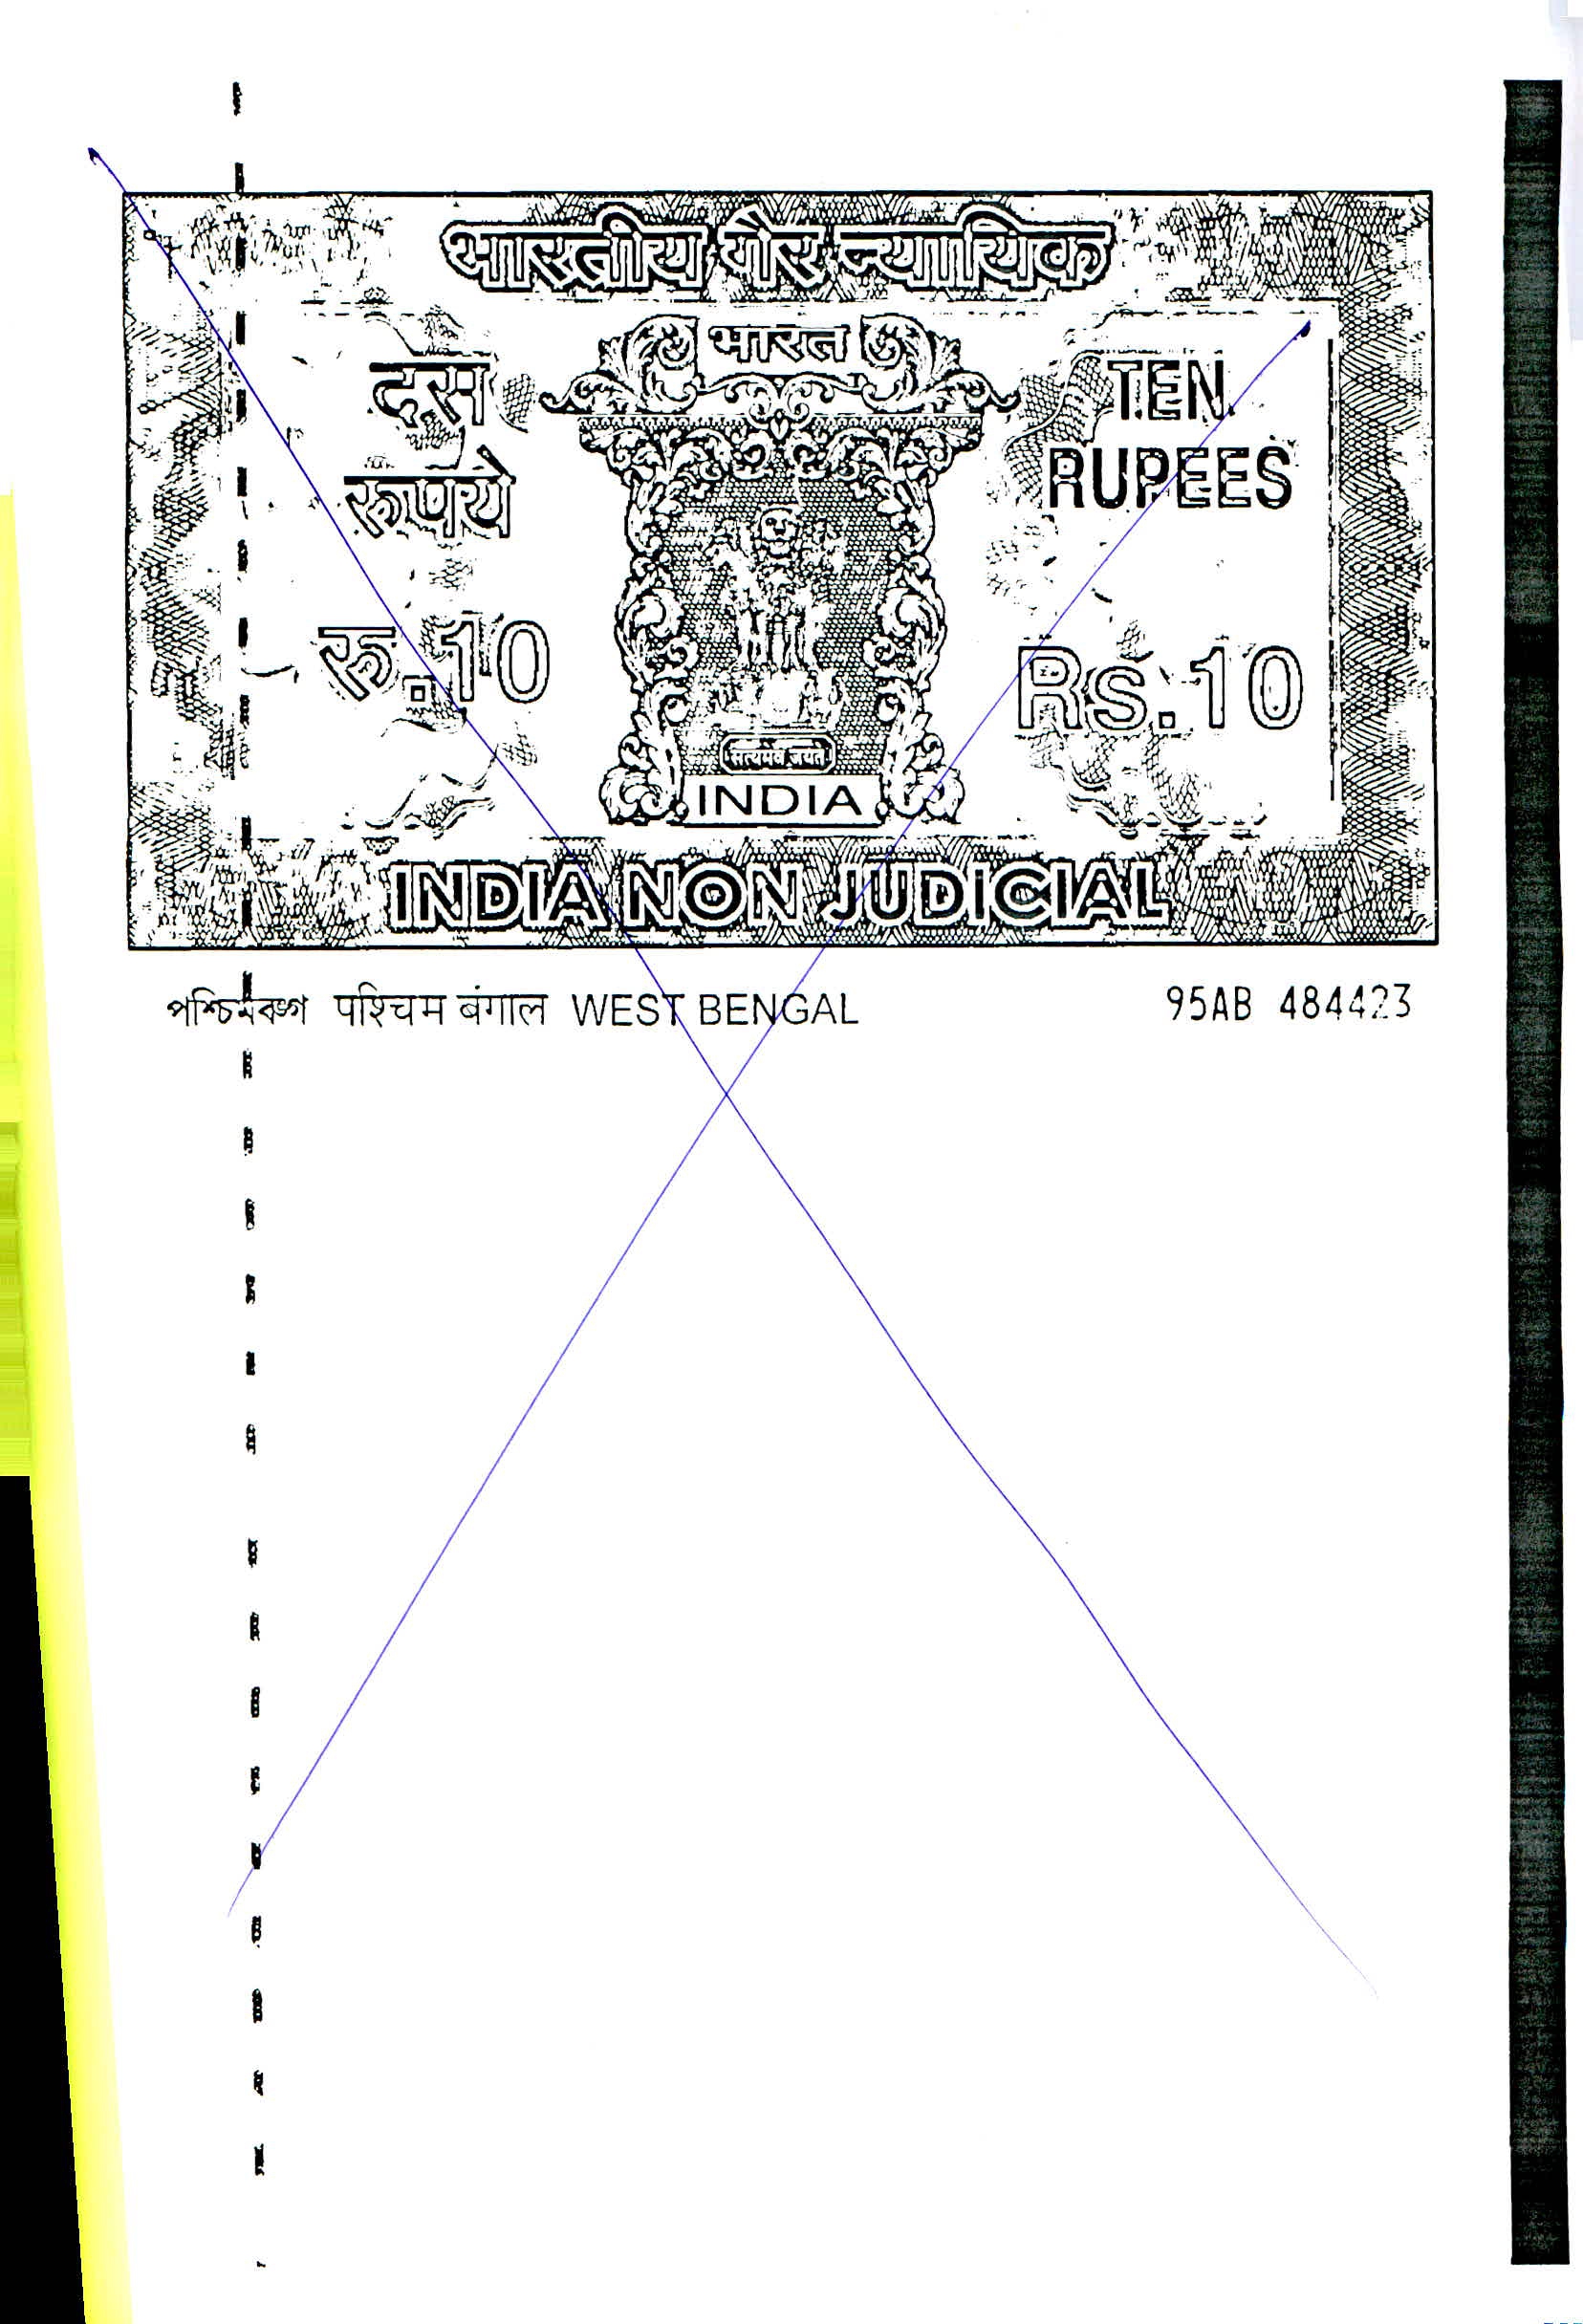 भारतीय गैर न्यायिक
भारत
दस
रूपये
रु.10
TEN
RUPEES
Rs.10
सत्यमेव जयते
INDIA
INDIA NON JUDICIAL
পশ্চিমবঙ্গ पश्चिम बंगाल WEST BENGAL
95AB 484423